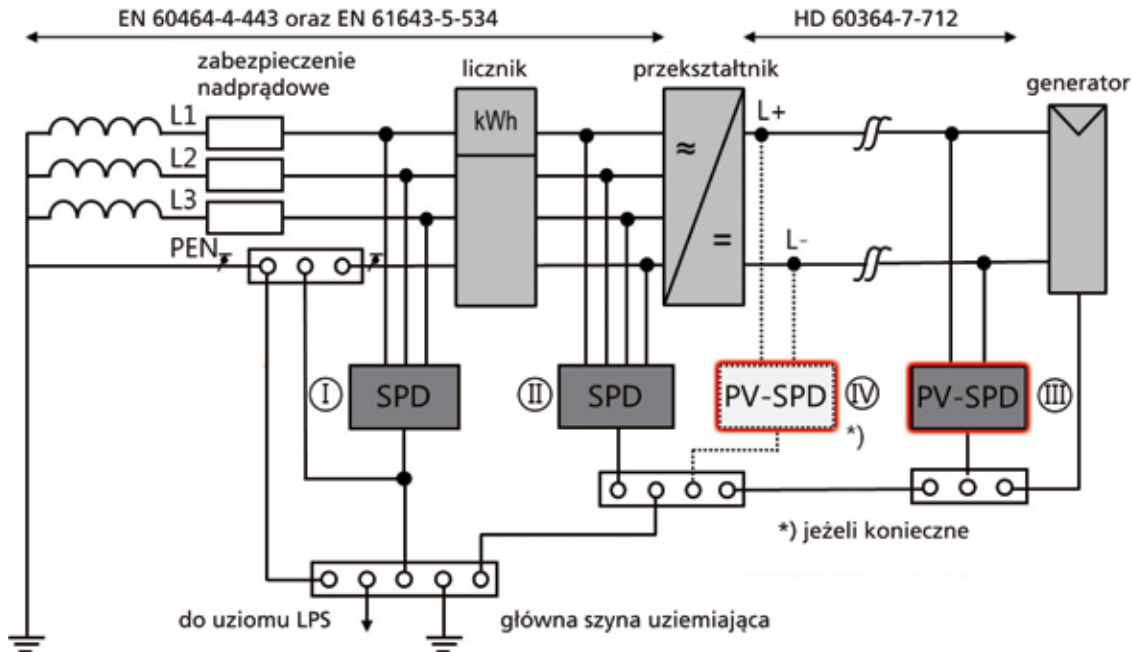 EN 60464-4-443 oraz EN 61643-5-534
HD 60364-7-712
zabezpieczenie
nadprądowe
licznik
przekształtnik
generator
L1
kWh
L+
L2
≈
L3
=
L-
PEN
I
SPD
II
SPD
PV-SPD
IV
*)
PV-SPD
III
*) jeżeli konieczne
do uziomu LPS
główna szyna uziemiająca